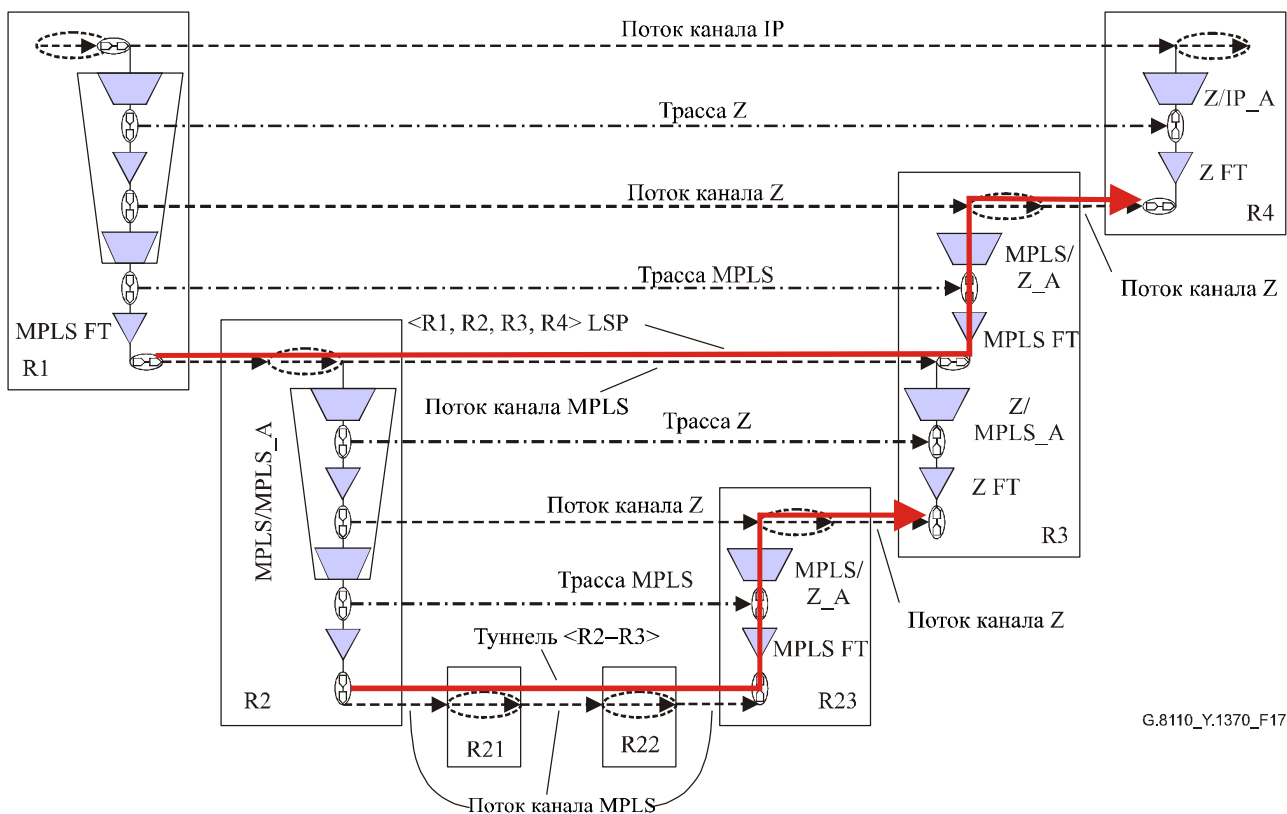 Поток канала IP
Z/IP_A
Трасса Z
Z FT
Поток канала Z
R4
MPLS/
Z_A
Трасса MPLS
Поток канала Z
MPLS FT
R1
<R1, R2, R3, R4> LSP
MPLS FT
Поток канала MPLS
Z/
MPLS_A
Трасса Z
MPLS/MPLS_A
Z FT
Поток канала Z
R3
MPLS/
Z_A
Трасса MPLS
Поток канала Z
Туннель <R2–R3>
MPLS FT
R2
R23
G.8110_Y.1370_F17
R21
R22
Поток канала MPLS